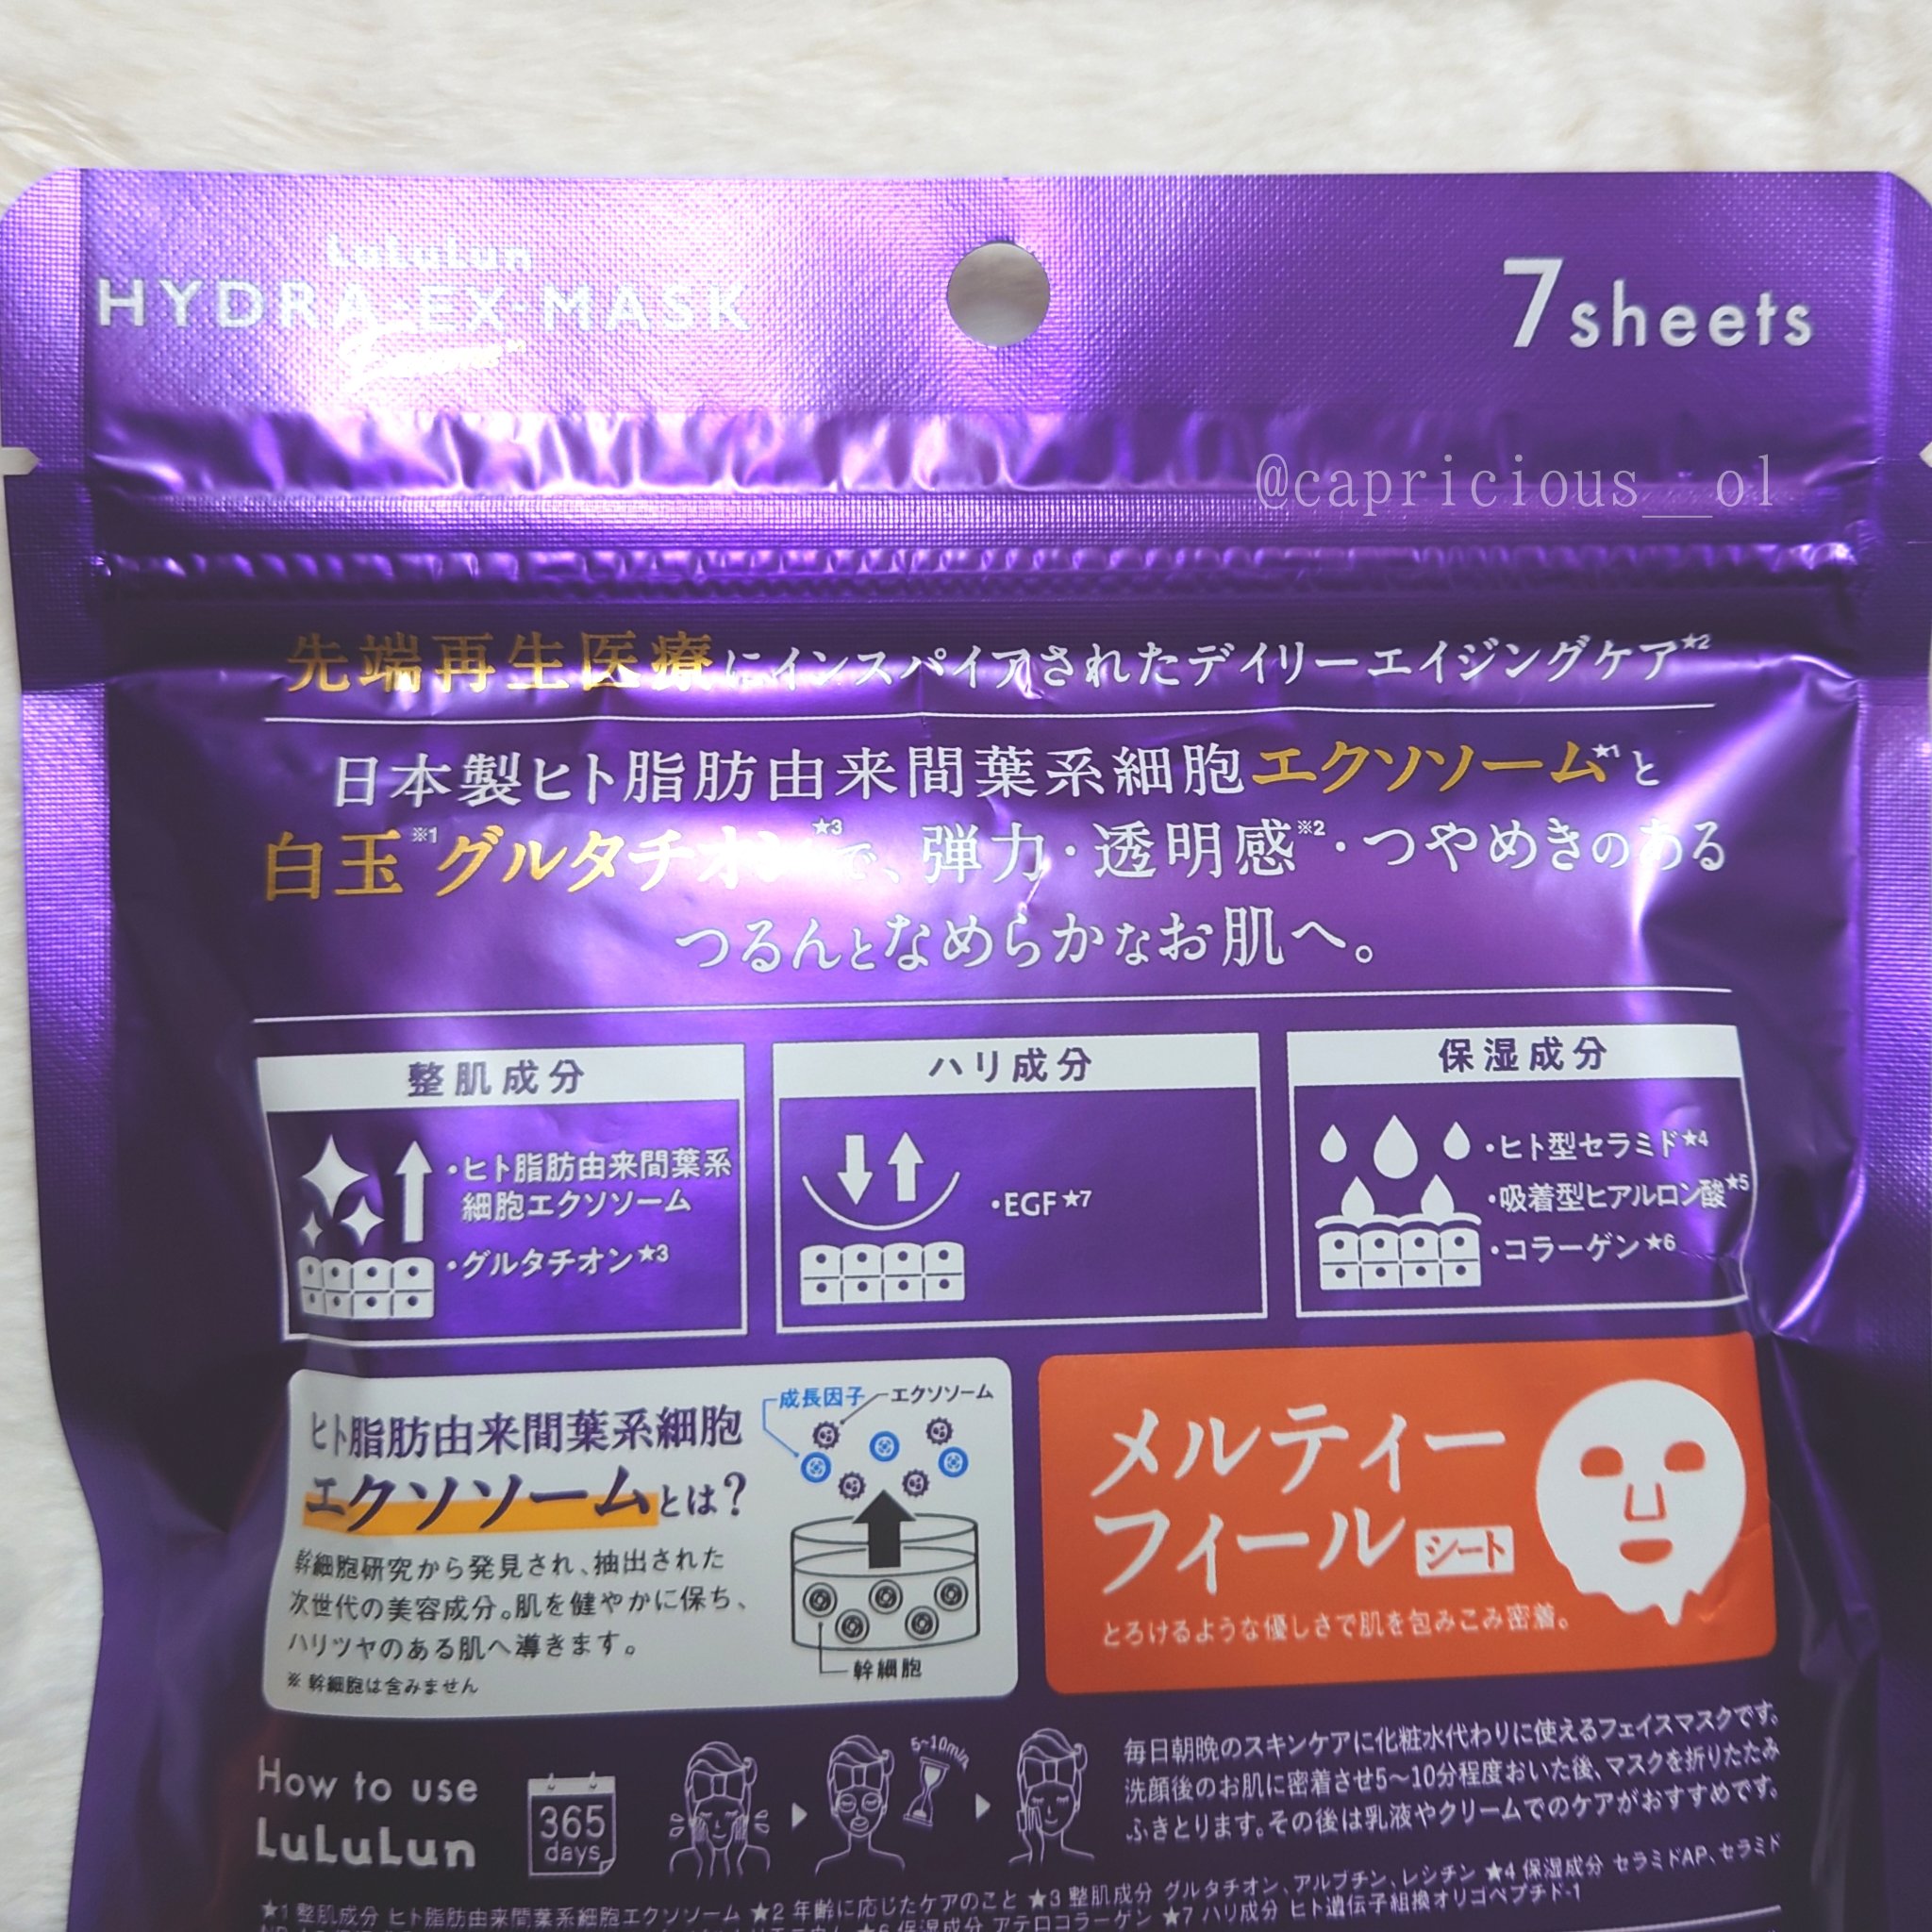 LuLuLun
HYDRA·EX·MASK
7sheets
@capricious__ol
先端再生医療にインスパイアされたデイリーエイジングケア★2
日本製ヒト脂肪由来間葉系細胞エクソソーム★1と
白玉※1グルタチオン★3で、弾力・透明感※2・つやめきのある
つるんとなめらかなお肌へ。
整肌成分
・ヒト脂肪由来間葉系
細胞エクソソーム
・グルタチオン★3
ハリ成分
・EGF★7
保湿成分
・ヒト型セラミド★4
・吸着型ヒアルロン酸★5
・コラーゲン★6
ヒト脂肪由来間葉系細胞
エクソソームとは?
幹細胞研究から発見され、抽出された
次世代の美容成分。肌を健やかに保ち、
ハリツヤのある肌へ導きます。
※ 幹細胞は含みません
成長因子
エクソソーム
幹細胞
メルティー
フィール シート
とろけるような優しさで肌を包みこみ密着。
How to use
LuLuLun
365
days
5~10min
毎日朝晩のスキンケアに化粧水代わりに使えるフェイスマスクです。
洗顔後のお肌に密着させ5〜10分程度おいた後、マスクを折りたたみ
ふきとります。その後は乳液やクリームでのケアがおすすめです。
★1 整肌成分 ヒト脂肪由来間葉系細胞エクソソーム ★2 年齢に応じたケアのこと ★3 整肌成分 グルタチオン、アルブチン、レシチン ★4 保湿成分 セラミドAP、セラミド
★6 保湿成分 アテロコラーゲン ★7 ハリ成分 ヒト遺伝子組換オリゴペプチド-1